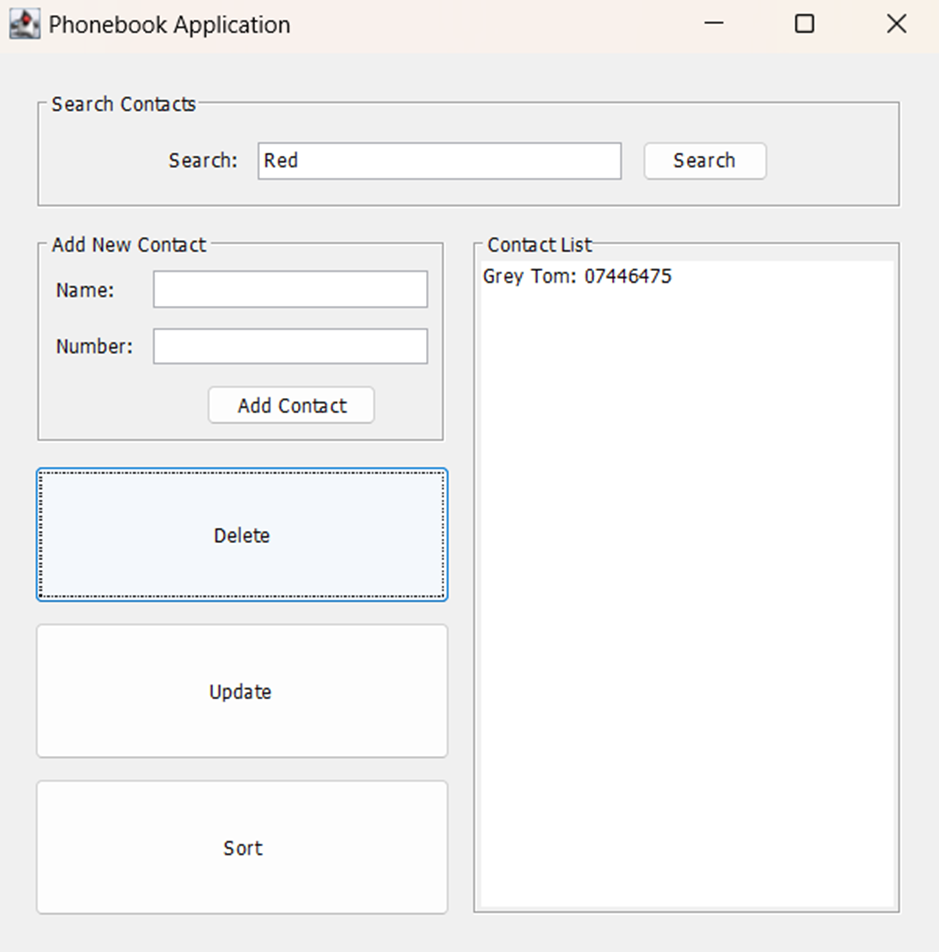 Phonebook Application
Search Contacts
Search: Red Search
Add New Contact
Name:
Number:
Add Contact
Delete
Update
Sort
Contact List
Grey Tom: 07446475